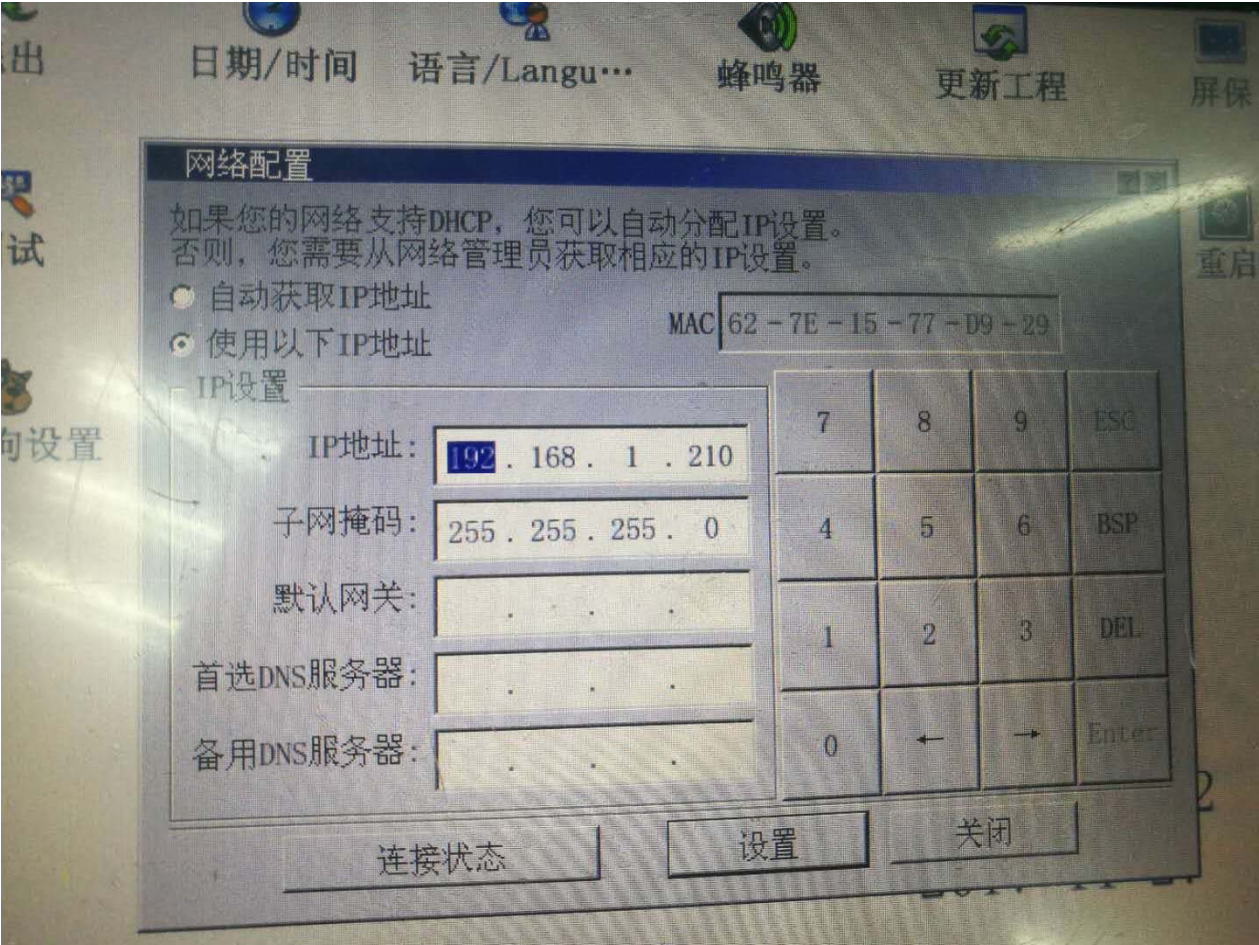 出
日期/时间
语言/Langu…
蜂鸣器
更新工程
屏保
网络配置
如果您的网络支持DHCP，您可以自动分配IP设置。
否则，您需要从网络管理员获取相应的IP设置。
试
重启
自动获取IP地址
使用以下IP地址
MAC 62-7E-15-77-D9-29
IP设置
向设置
IP地址: 192.168.1.210
子网掩码: 255.255.255.0
默认网关: . . .
首选DNS服务器: . . .
备用DNS服务器: . . .
7 8 9 ESC
4 5 6 BSP
1 2 3 DEL
0 ← → Enter
连接状态
设置
关闭
2